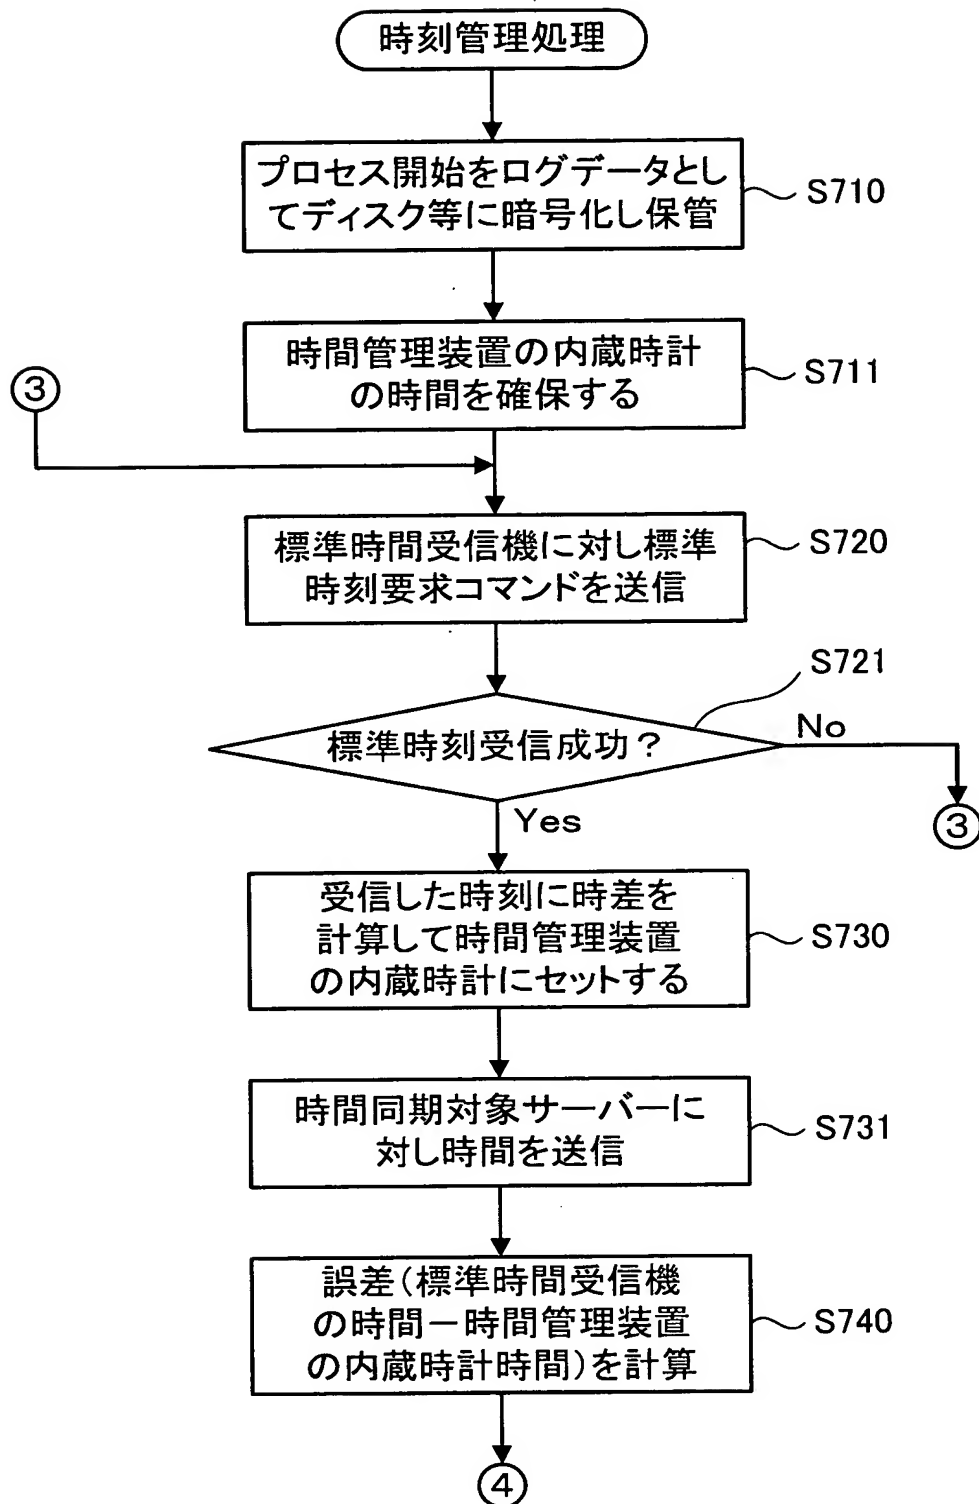 時刻管理処理
プロセス開始をログデータとし
てディスク等に暗号化し保管
S710
時間管理装置の内蔵時計
の時間を確保する
S711
③
標準時間受信機に対し標準
時刻要求コマンドを送信
S720
S721
標準時刻受信成功？
No
③
Yes
受信した時刻に時差を
計算して時間管理装置
の内蔵時計にセットする
S730
時間同期対象サーバーに
対し時間を送信
S731
誤差(標準時間受信機
の時間－時間管理装置
の内蔵時計時間)を計算
S740
④